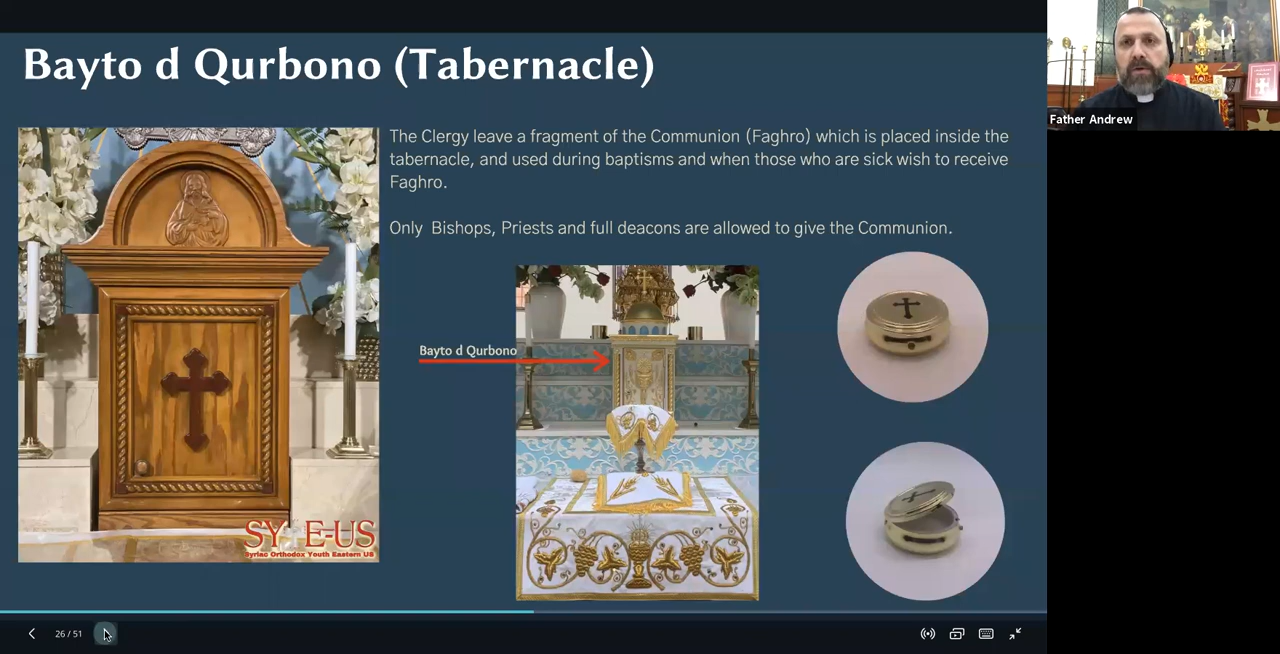 Bayto d Qurbono (Tabernacle)
The Clergy leave a fragment of the Communion (Faghro) which is placed inside the
tabernacle, and used during baptisms and when those who are sick wish to receive
Faghro.
Only Bishops, Priests and full deacons are allowed to give the Communion.
Bayto d Qurbono
SY E-US
Syriac Orthodox Youth Eastern US
26 / 51
Father Andrew